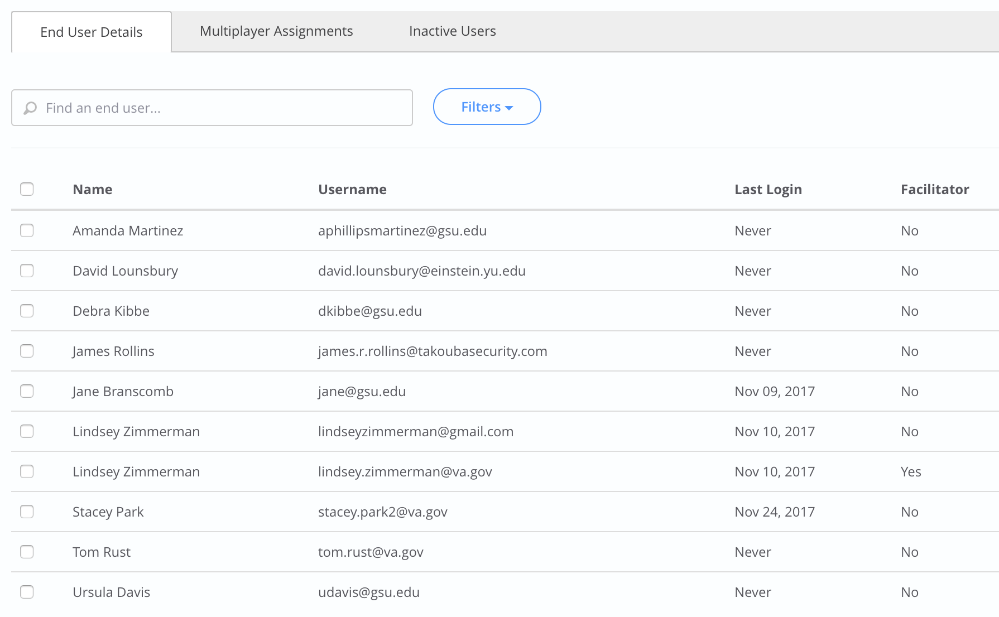 End User Details Multiplayer Assignments Inactive Users
Find an end user... Filters
Name Username Last Login Facilitator
Amanda Martinez aphillipsmartinez@gsu.edu Never No
David Lounsbury david.lounsbury@einstein.yu.edu Never No
Debra Kibbe dkibbe@gsu.edu Never No
James Rollins james.r.rollins@takoubasecurity.com Never No
Jane Branscomb jane@gsu.edu Nov 09, 2017 No
Lindsey Zimmerman lindseyzimmerman@gmail.com Nov 10, 2017 No
Lindsey Zimmerman lindsey.zimmerman@va.gov Nov 10, 2017 Yes
Stacey Park stacey.park2@va.gov Nov 24, 2017 No
Tom Rust tom.rust@va.gov Never No
Ursula Davis udavis@gsu.edu Never No